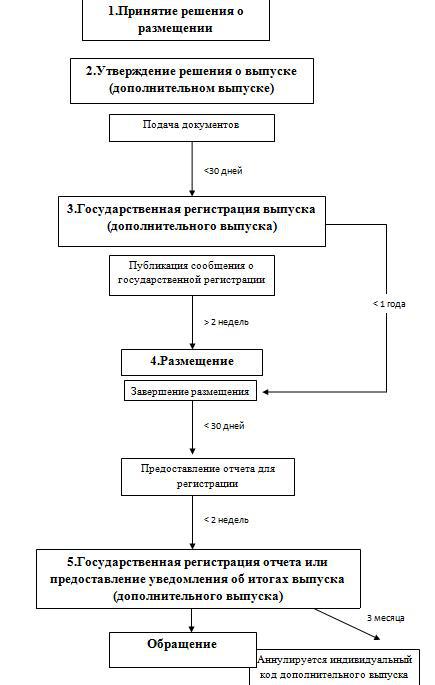 1.Принятие решения о
размещении
2.Утверждение решения о выпуске
(дополнительном выпуске)
Подача документов
<30 дней
3.Государственная регистрация выпуска
(дополнительного выпуска)
Публикация сообщения о
государственной регистрации
< 1 года
> 2 недель
4.Размещение
Завершение размещения
< 30 дней
Предоставление отчета для
регистрации
< 2 недель
5.Государственная регистрация отчета или
предоставление уведомления об итогах выпуска
(дополнительного выпуска)
3 месяца
Обращение
Аннулируется индивидуальный
код дополнительного выпуска